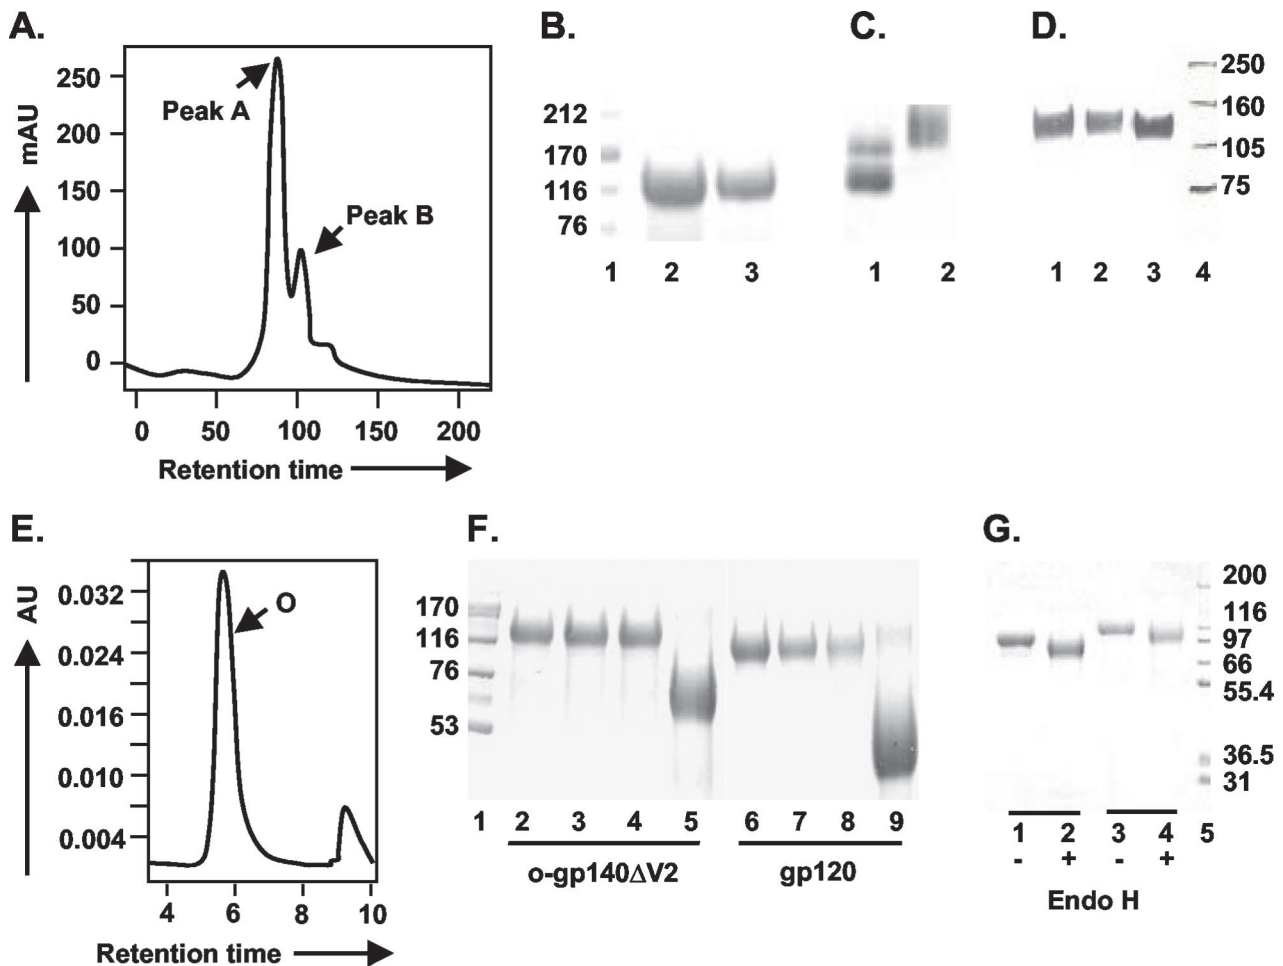 A.
mAU
250
200
150
100
50
0
Peak A
Peak B
0 50 100 150 200
Retention time
B.
212
170
116
76
1 2 3
C.
1 2
D.
250
160
105
75
1 2 3 4
E.
AU
0.032
0.024
0.016
0.010
0.004
O
4 6 8 10
Retention time
F.
170
116
76
53
1 2 3 4 5 6 7 8 9
o-gp140ΔV2 gp120
G.
200
116
97
66
55.4
36.5
31
1 2 3 4 5
- + - +
Endo H